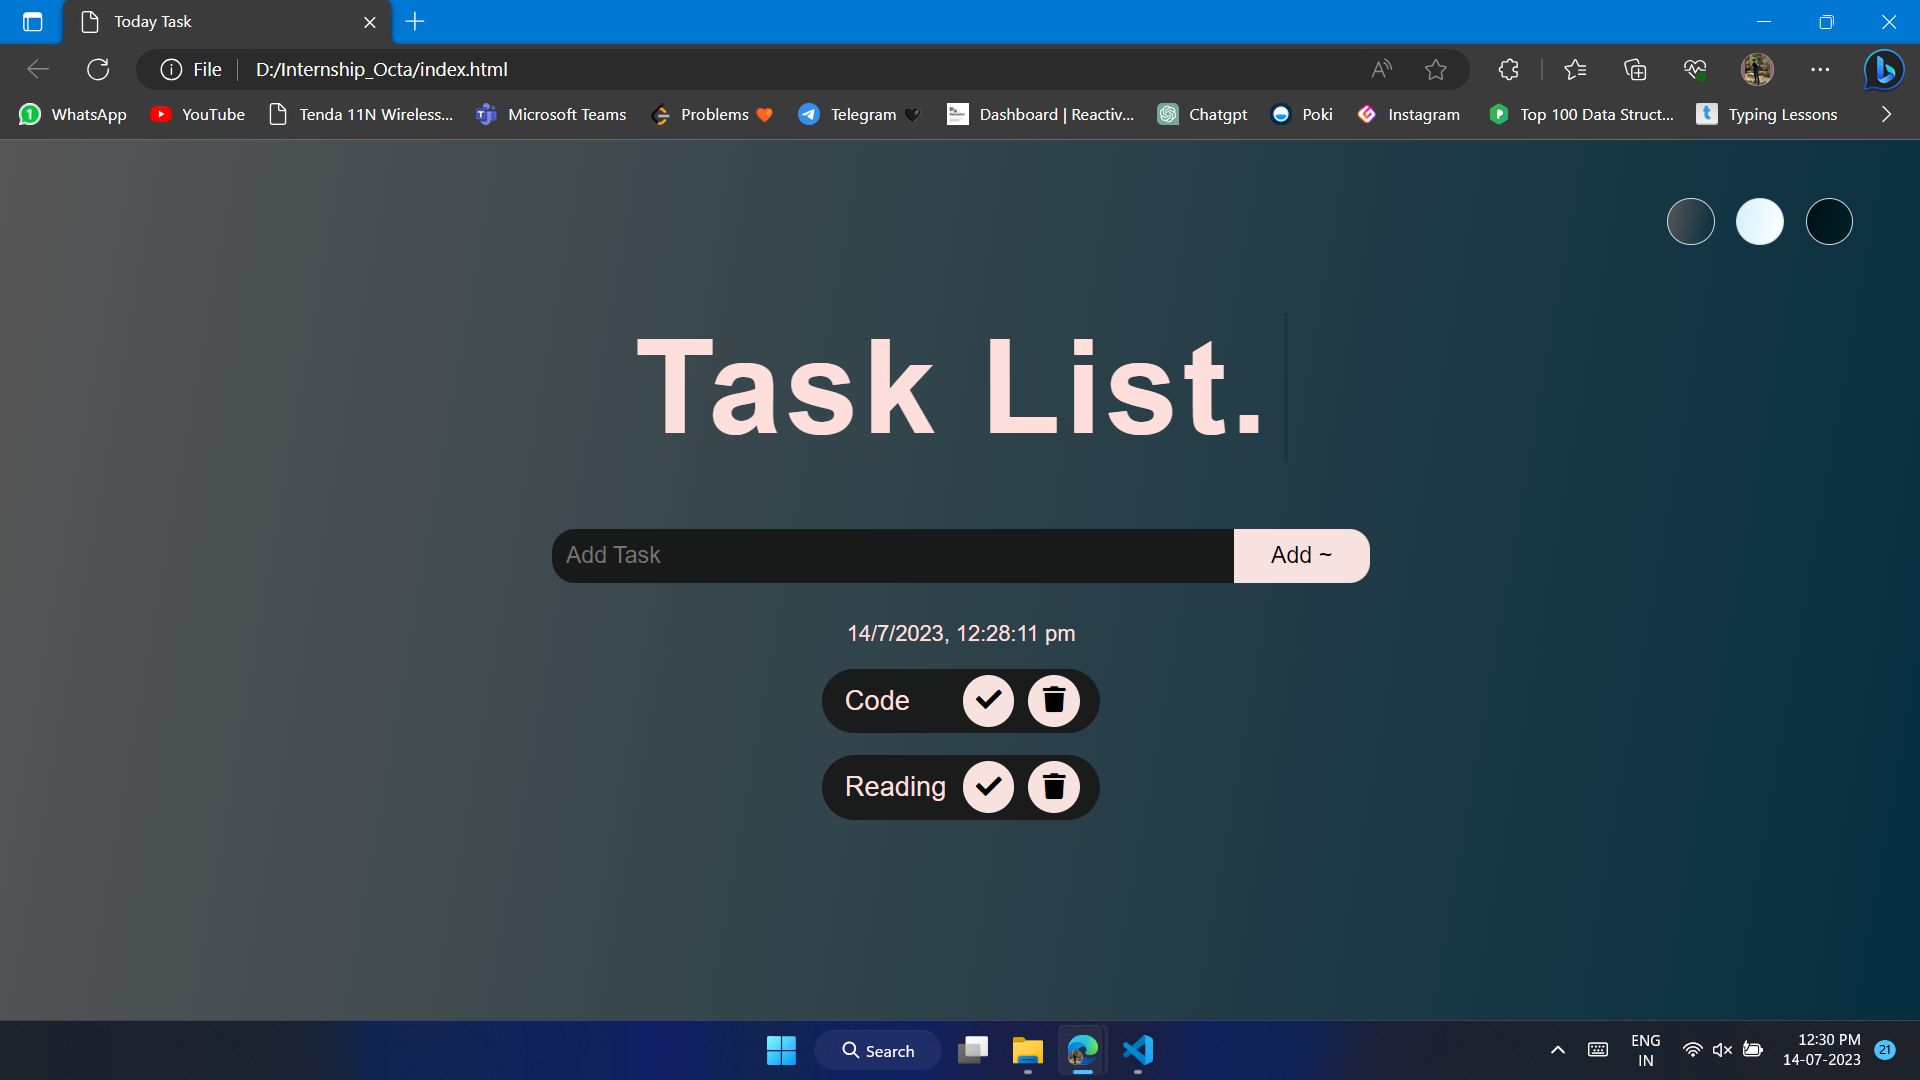 Today Task
File D:/Internship_Octa/index.html
WhatsApp YouTube Tenda 11N Wireless... Microsoft Teams Problems Telegram Dashboard | Reactiv... Chatgpt Poki Instagram Top 100 Data Struct... Typing Lessons
Task List.
Add Task Add ~
14/7/2023, 12:28:11 pm
Code
Reading
Search
ENG
IN
12:30 PM
14-07-2023
21